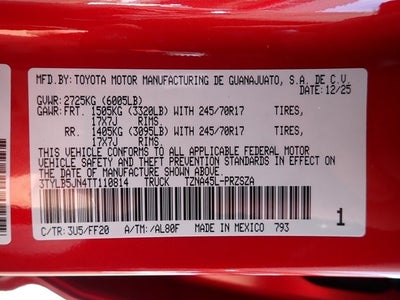 MFD.BY: TOYOTA MOTOR MANUFACTURING DE GUANAJUATO, S.A. DE C.V.
DATE: 12/25
GVWR: 2725KG (6005LB)
GAWR: FRT. 1505KG (3320LB) WITH 245/70R17 TIRES,
17X7J RIMS
RR. 1405KG (3095LB) WITH 245/70R17 TIRES,
17X7J RIMS
THIS VEHICLE CONFORMS TO ALL APPLICABLE FEDERAL MOTOR
VEHICLE SAFETY STANDARDS IN EFFECT ON THE DATE OF
MANUFACTURE SHOWN ABOVE.
3TYLB5JN4TT110814 TRUCK TZNA45L-PRZSZA
1
C/TR: 3U5/FF20 A/TM: /AL80F MADE IN MEXICO 793